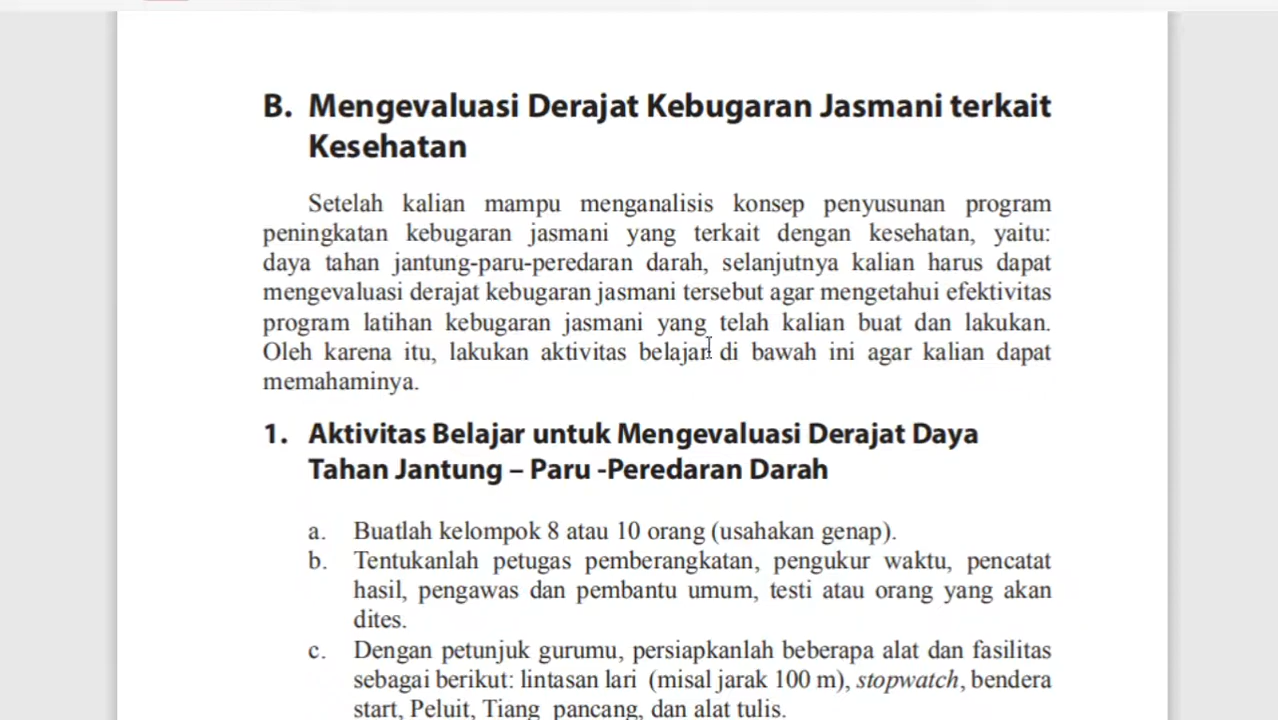 B. Mengevaluasi Derajat Kebugaran Jasmani terkait
Kesehatan
Setelah kalian mampu menganalisis konsep penyusunan program
peningkatan kebugaran jasmani yang terkait dengan kesehatan, yaitu:
daya tahan jantung-paru-peredaran darah, selanjutnya kalian harus dapat
mengevaluasi derajat kebugaran jasmani tersebut agar mengetahui efektivitas
program latihan kebugaran jasmani yang telah kalian buat dan lakukan.
Oleh karena itu, lakukan aktivitas belajar di bawah ini agar kalian dapat
memahaminya.
1. Aktivitas Belajar untuk Mengevaluasi Derajat Daya
Tahan Jantung – Paru -Peredaran Darah
a. Buatlah kelompok 8 atau 10 orang (usahakan genap).
b. Tentukanlah petugas pemberangkatan, pengukur waktu, pencatat
hasil, pengawas dan pembantu umum, testi atau orang yang akan
dites.
c. Dengan petunjuk gurumu, persiapkanlah beberapa alat dan fasilitas
sebagai berikut: lintasan lari (misal jarak 100 m), stopwatch, bendera
start, Peluit, Tiang pancang, dan alat tulis.